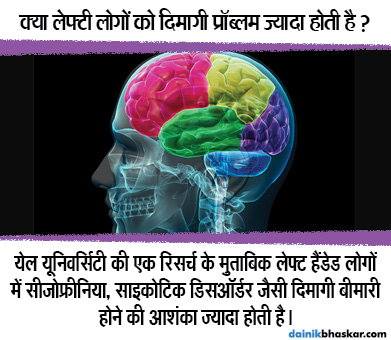 क्या लेफ्टी लोगों को दिमागी प्रॉब्लम ज्यादा होती है ?
येल यूनिवर्सिटी की एक रिसर्च के मुताबिक लेफ्ट हैंडेड लोगों
में सीजोफ्रीनिया, साइकोटिक डिसऑर्डर जैसी दिमागी बीमारी
होने की आशंका ज्यादा होती है।
dainikbhaskar.com